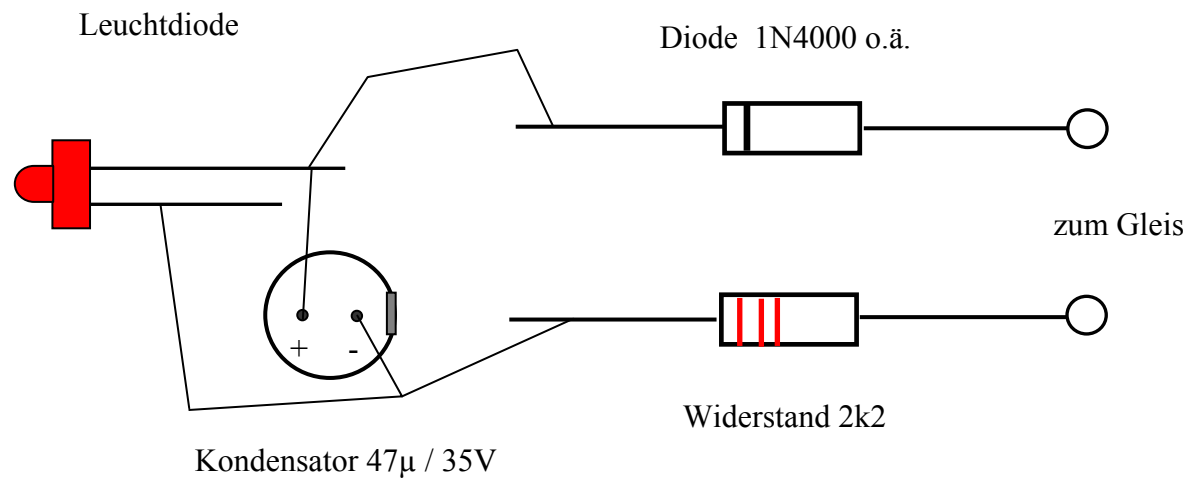 Leuchtdiode
Diode 1N4000 o.ä.
zum Gleis
+ -
Widerstand 2k2
Kondensator 47µ / 35V